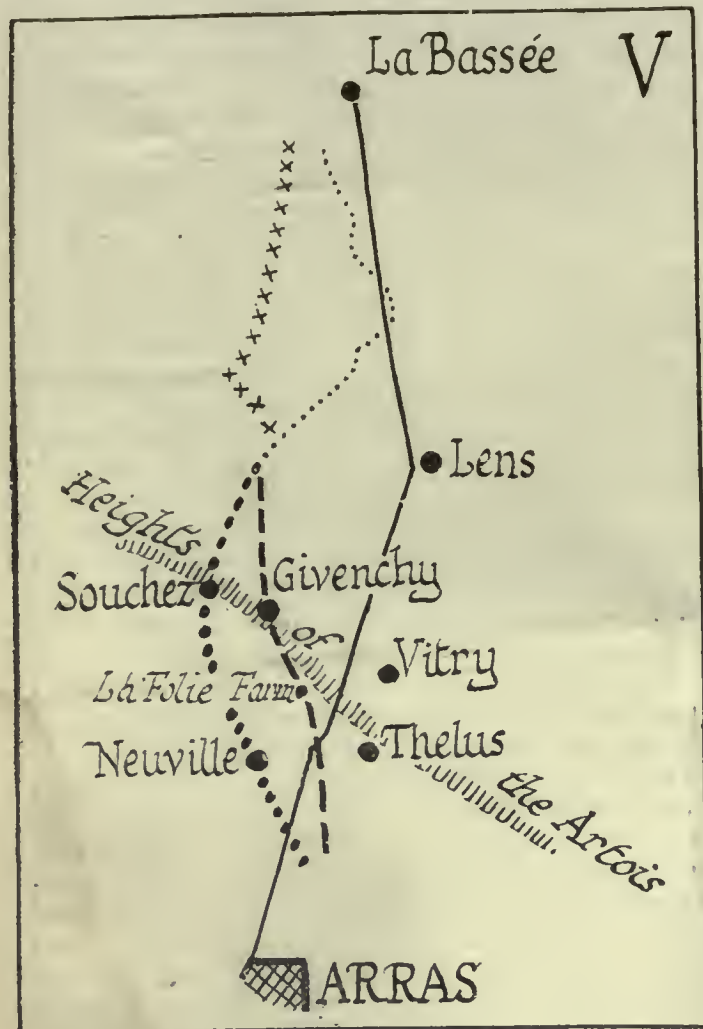 La Bassée
V
Lens
Heights of the Artois
Souchez
Givenchy
Vitry
La Folie Farm
Neuville
Thelus
ARRAS